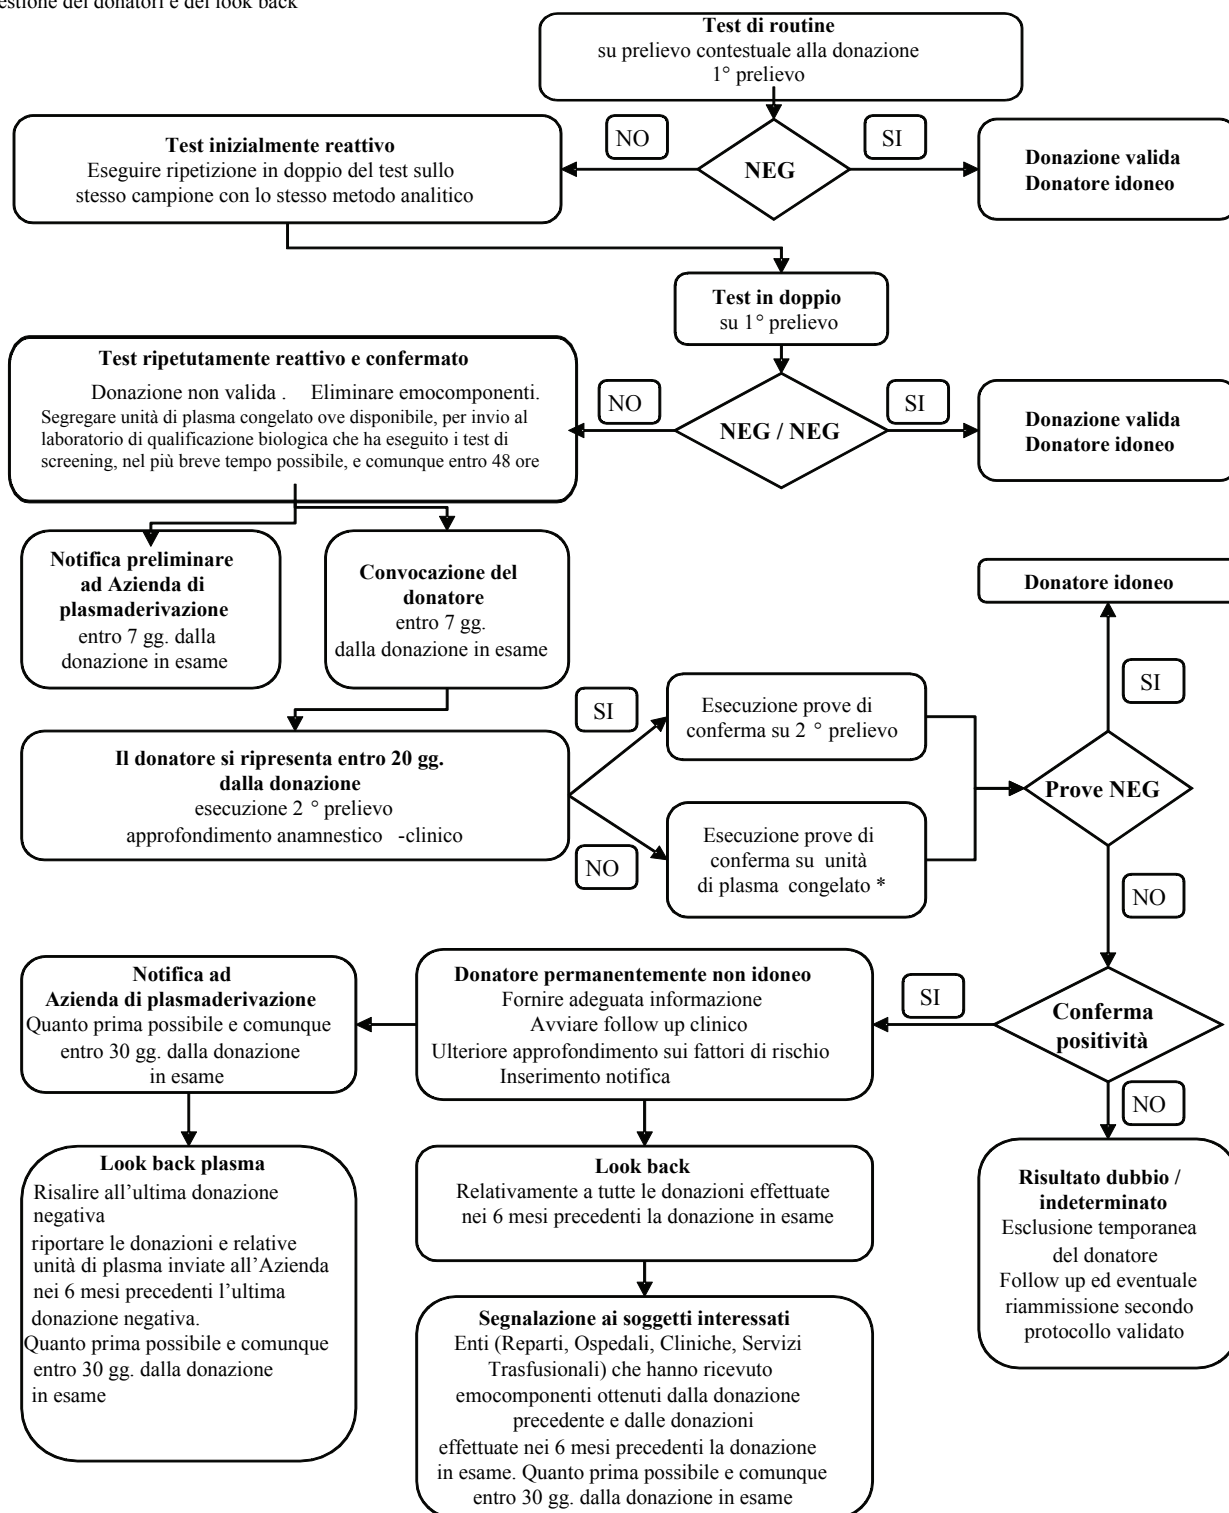 estione dei donatori e del look back
Test di routine
su prelievo contestuale alla donazione
1° prelievo
NO
SI
NEG
Test inizialmente reattivo
Eseguire ripetizione in doppio del test sullo
stesso campione con lo stesso metodo analitico
Donazione valida
Donatore idoneo
Test in doppio
su 1° prelievo
Test ripetutamente reattivo e confermato
Donazione non valida . Eliminare emocomponenti.
Segregare unità di plasma congelato ove disponibile, per invio al
laboratorio di qualificazione biologica che ha eseguito i test di
screening, nel più breve tempo possibile, e comunque entro 48 ore
NO
SI
NEG / NEG
Donazione valida
Donatore idoneo
Notifica preliminare
ad Azienda di
plasmaderivazione
entro 7 gg. dalla
donazione in esame
Convocazione del
donatore
entro 7 gg.
dalla donazione in esame
Donatore idoneo
SI
Il donatore si ripresenta entro 20 gg.
dalla donazione
esecuzione 2 ° prelievo
approfondimento anamnestico -clinico
SI
NO
Esecuzione prove di
conferma su 2 ° prelievo
Esecuzione prove di
conferma su unità
di plasma congelato *
Prove NEG
NO
Notifica ad
Azienda di plasmaderivazione
Quanto prima possibile e comunque
entro 30 gg. dalla donazione
in esame
Donatore permanentemente non idoneo
Fornire adeguata informazione
Avviare follow up clinico
Ulteriore approfondimento sui fattori di rischio
Inserimento notifica
SI
Conferma
positività
NO
Look back plasma
Risalire all’ultima donazione
negativa
riportare le donazioni e relative
unità di plasma inviate all’Azienda
nei 6 mesi precedenti l’ultima
donazione negativa.
Quanto prima possibile e comunque
entro 30 gg. dalla donazione
in esame
Look back
Relativamente a tutte le donazioni effettuate
nei 6 mesi precedenti la donazione in esame
Risultato dubbio /
indeterminato
Esclusione temporanea
del donatore
Follow up ed eventuale
riammissione secondo
protocollo validato
Segnalazione ai soggetti interessati
Enti (Reparti, Ospedali, Cliniche, Servizi
Trasfusionali) che hanno ricevuto
emocomponenti ottenuti dalla donazione
precedente e dalle donazioni
effettuate nei 6 mesi precedenti la donazione
in esame. Quanto prima possibile e comunque
entro 30 gg. dalla donazione in esame